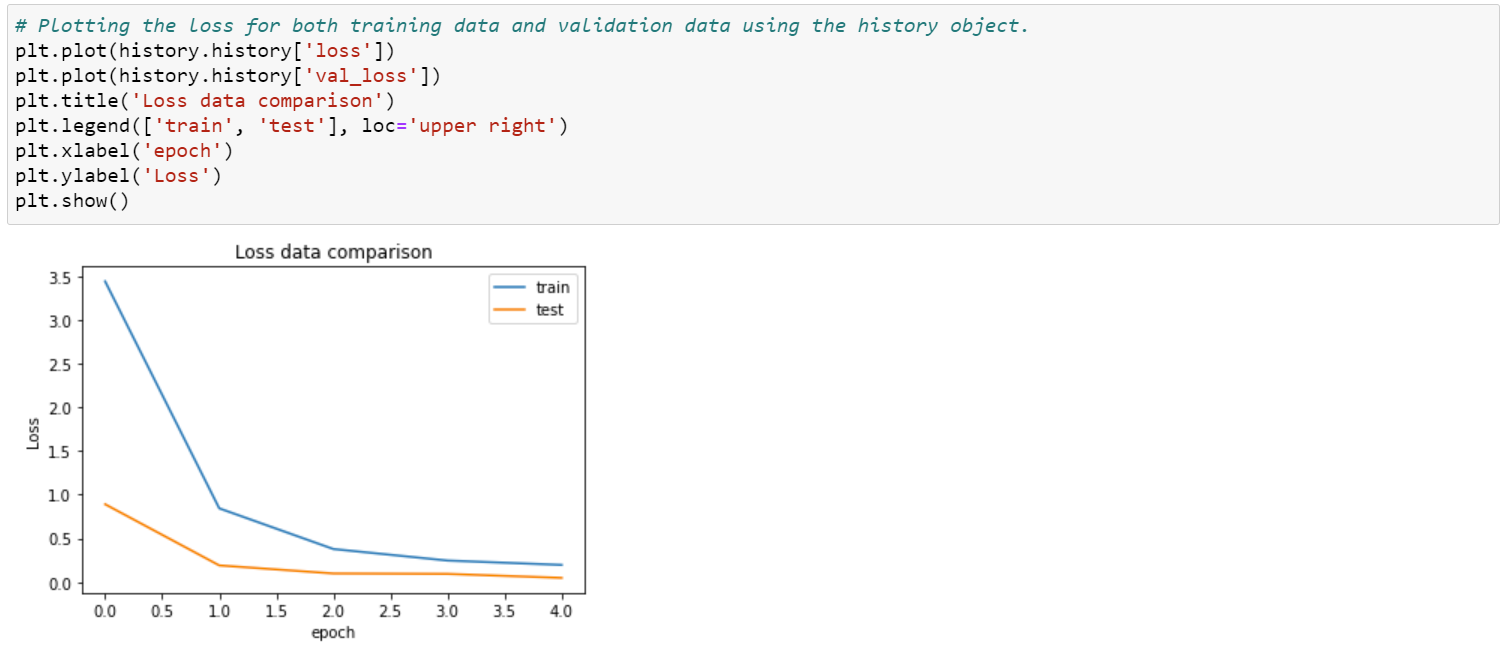 # Plotting the Loss for both training data and validation data using the history object.
plt.plot(history.history['loss'])
plt.plot(history.history['val_loss'])
plt.title('Loss data comparison')
plt.legend(['train', 'test'], loc='upper right')
plt.xlabel('epoch')
plt.ylabel('Loss')
plt.show()
Loss data comparison
train
test
3.5
3.0
2.5
2.0
1.5
1.0
0.5
0.0
Loss
0.0 0.5 1.0 1.5 2.0 2.5 3.0 3.5 4.0
epoch